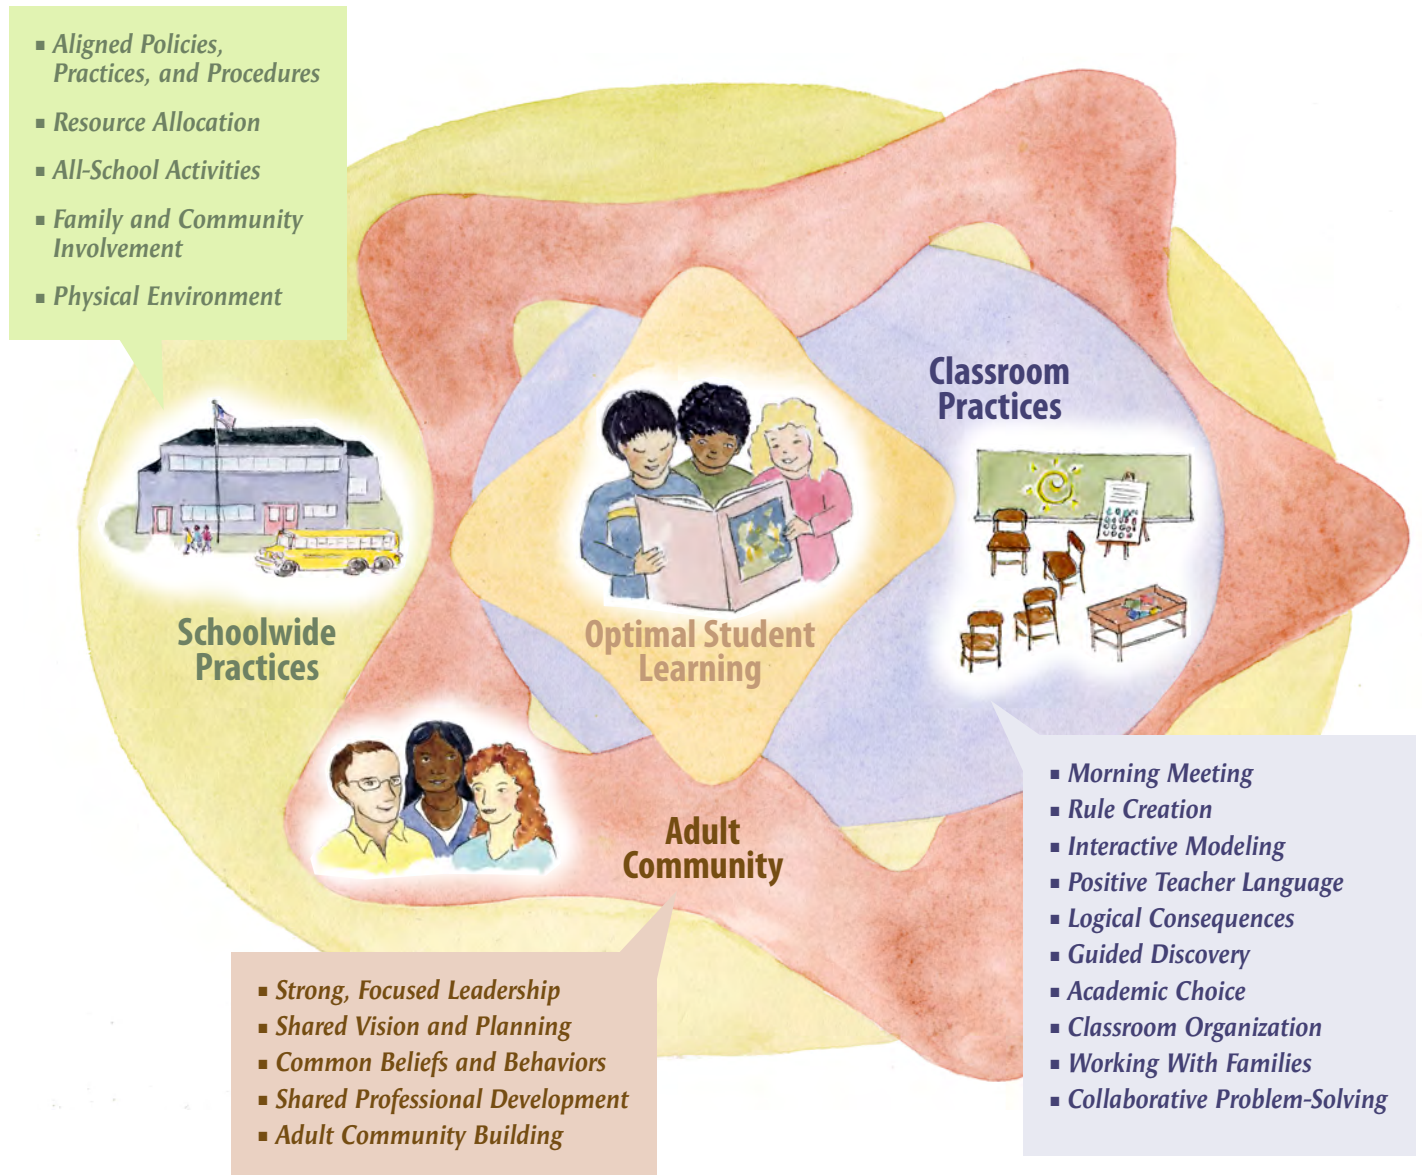 ▪ Aligned Policies,
Practices, and Procedures
▪ Resource Allocation
▪ All-School Activities
▪ Family and Community
Involvement
▪ Physical Environment
Schoolwide
Practices
Optimal Student
Learning
Classroom
Practices
Adult
Community
▪ Strong, Focused Leadership
▪ Shared Vision and Planning
▪ Common Beliefs and Behaviors
▪ Shared Professional Development
▪ Adult Community Building
▪ Morning Meeting
▪ Rule Creation
▪ Interactive Modeling
▪ Positive Teacher Language
▪ Logical Consequences
▪ Guided Discovery
▪ Academic Choice
▪ Classroom Organization
▪ Working With Families
▪ Collaborative Problem-Solving